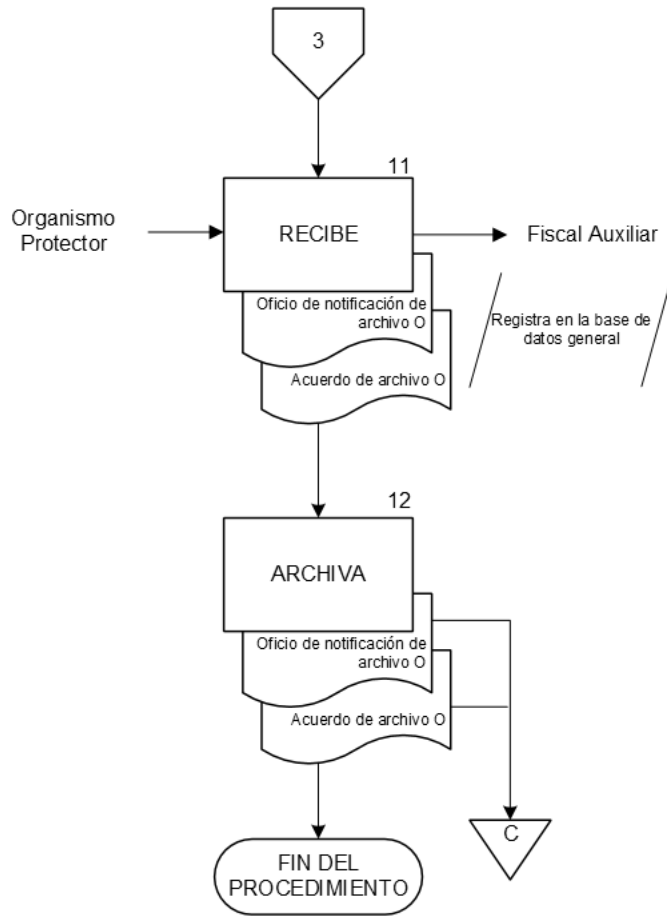 3
11
Organismo
Protector
RECIBE
Fiscal Auxiliar
Oficio de notificación de
archivo O
Registra en la base de
datos general
Acuerdo de archivo O
12
ARCHIVA
Oficio de notificación de
archivo O
Acuerdo de archivo O
C
FIN DEL
PROCEDIMIENTO